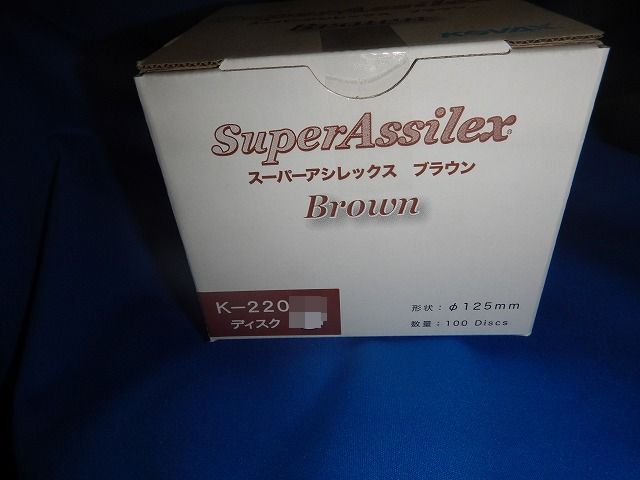 KOVAX
SuperAssilex®
スーパーアシレックス ブラウン
Brown
K-220
ディスク
形状:φ125mm
数量:100 Discs